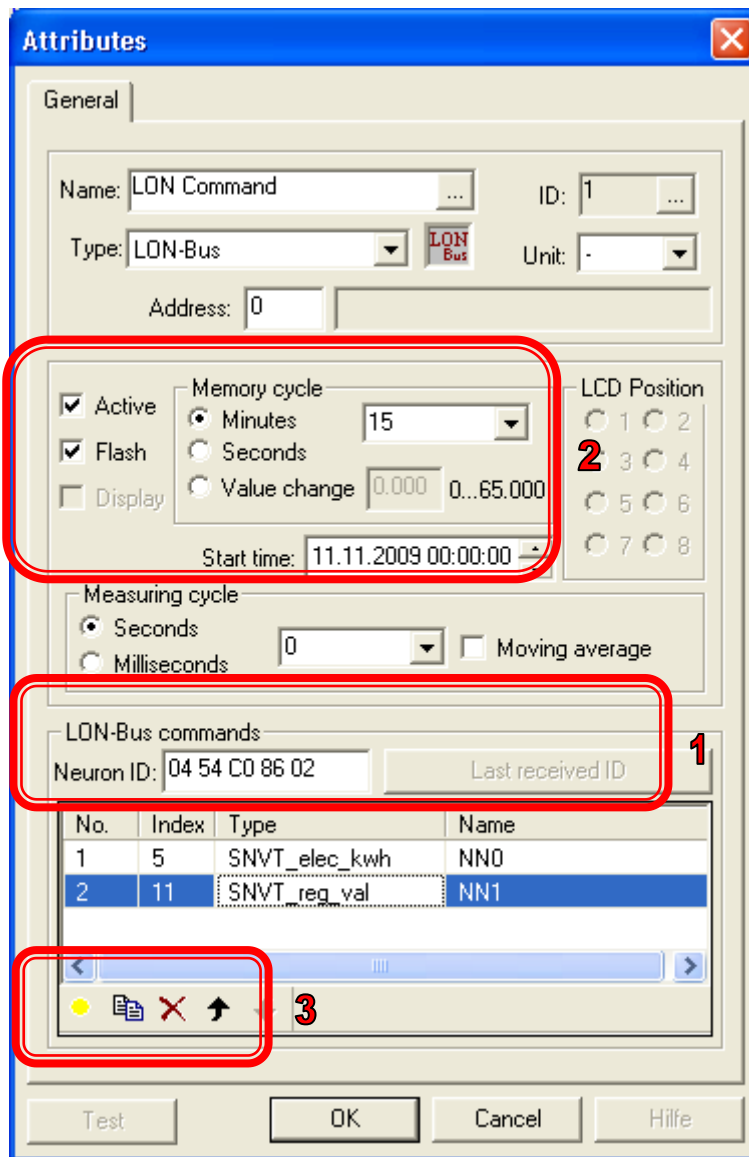 Attributes
General
Name: LON Command ... ID: 1 ...
Type: LON-Bus LON Bus Unit: -
Address: 0
Active
Flash
Display
Memory cycle
Minutes 15
Seconds
Value change 0.000 0...65.000
Start time: 11.11.2009 00:00:00
LCD Position
1 2
2
3 4
5 6
7 8
Measuring cycle
Seconds
Milliseconds
0
Moving average
LON-Bus commands
1
Neuron ID: 04 54 C0 86 02 Last received ID
No. Index Type Name
1 5 SNVT_elec_kwh NN0
2 11 SNVT_reg_val NN1
3
Test OK Cancel Hilfe